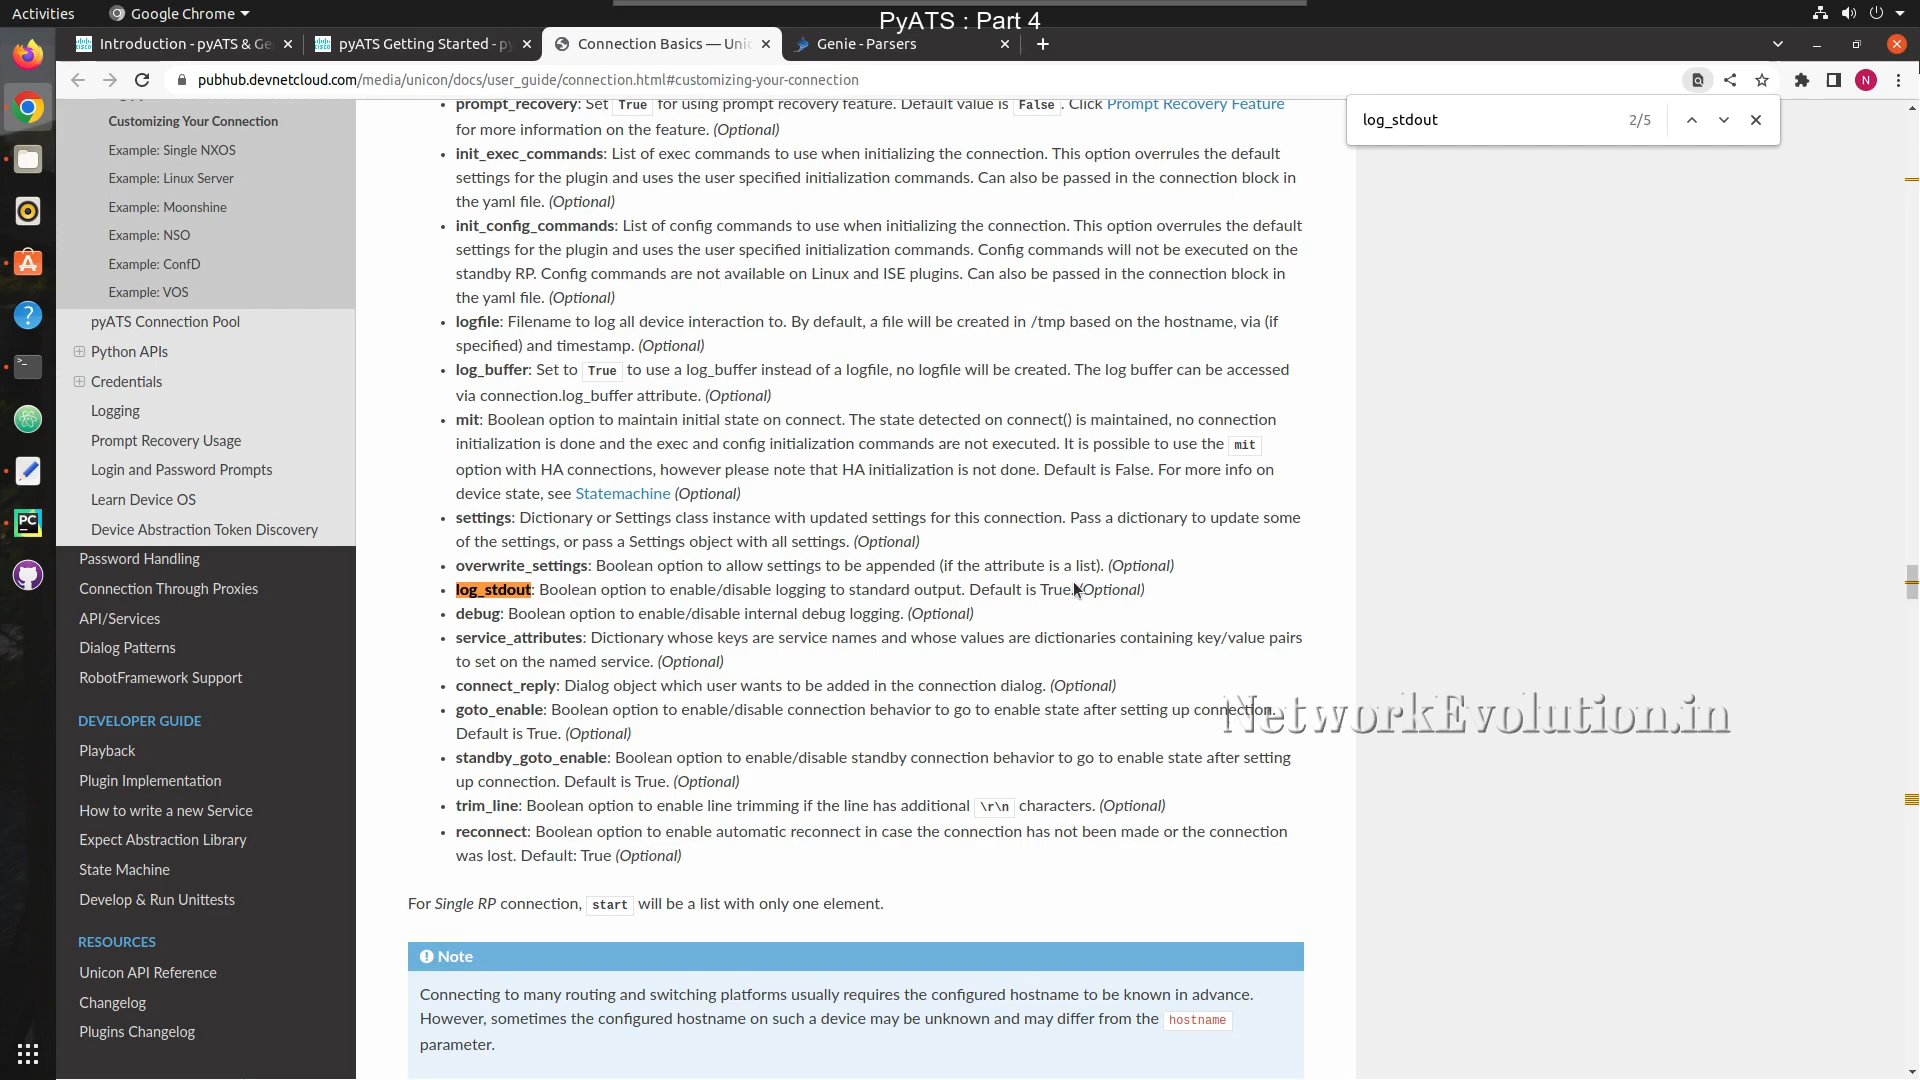 Activities
Google Chrome
PyATS : Part 4
Introduction - pyATS & Ge
pyATS Getting Started - py
Connection Basics — Unic
Genie - Parsers
pubhub.devnetcloud.com/media/unicon/docs/user_guide/connection.html#customizing-your-connection
N
log_stdout
2/5
Customizing Your Connection
Example: Single NXOS
Example: Linux Server
Example: Moonshine
Example: NSO
Example: ConfD
Example: VOS
pyATS Connection Pool
Python APIs
Credentials
Logging
Prompt Recovery Usage
Login and Password Prompts
Learn Device OS
Device Abstraction Token Discovery
Password Handling
Connection Through Proxies
API/Services
Dialog Patterns
RobotFramework Support
DEVELOPER GUIDE
Playback
Plugin Implementation
How to write a new Service
Expect Abstraction Library
State Machine
Develop & Run Unittests
RESOURCES
Unicon API Reference
Changelog
Plugins Changelog
prompt_recovery: Set True for using prompt recovery feature. Default value is False. Click Prompt Recovery Feature
for more information on the feature. (Optional)
• init_exec_commands: List of exec commands to use when initializing the connection. This option overrules the default
settings for the plugin and uses the user specified initialization commands. Can also be passed in the connection block in
the yaml file. (Optional)
• init_config_commands: List of config commands to use when initializing the connection. This option overrules the default
settings for the plugin and uses the user specified initialization commands. Config commands will not be executed on the
standby RP. Config commands are not available on Linux and ISE plugins. Can also be passed in the connection block in
the yaml file. (Optional)
• logfile: Filename to log all device interaction to. By default, a file will be created in /tmp based on the hostname, via (if
specified) and timestamp. (Optional)
• log_buffer: Set to True to use a log_buffer instead of a logfile, no logfile will be created. The log buffer can be accessed
via connection.log_buffer attribute. (Optional)
• mit: Boolean option to maintain initial state on connect. The state detected on connect() is maintained, no connection
initialization is done and the exec and config initialization commands are not executed. It is possible to use the mit
option with HA connections, however please note that HA initialization is not done. Default is False. For more info on
device state, see Statemachine (Optional)
• settings: Dictionary or Settings class instance with updated settings for this connection. Pass a dictionary to update some
of the settings, or pass a Settings object with all settings. (Optional)
• overwrite_settings: Boolean option to allow settings to be appended (if the attribute is a list). (Optional)
• log_stdout: Boolean option to enable/disable logging to standard output. Default is True. (Optional)
• debug: Boolean option to enable/disable internal debug logging. (Optional)
• service_attributes: Dictionary whose keys are service names and whose values are dictionaries containing key/value pairs
to set on the named service. (Optional)
• connect_reply: Dialog object which user wants to be added in the connection dialog. (Optional)
• goto_enable: Boolean option to enable/disable connection behavior to go to enable state after setting up connection.
Default is True. (Optional)
• standby_goto_enable: Boolean option to enable/disable standby connection behavior to go to enable state after setting
up connection. Default is True. (Optional)
• trim_line: Boolean option to enable line trimming if the line has additional \r\n characters. (Optional)
• reconnect: Boolean option to enable automatic reconnect in case the connection has not been made or the connection
was lost. Default: True (Optional)
For Single RP connection, start will be a list with only one element.
Note
Connecting to many routing and switching platforms usually requires the configured hostname to be known in advance.
However, sometimes the configured hostname on such a device may be unknown and may differ from the hostname
parameter.
NetworkEvolution.in